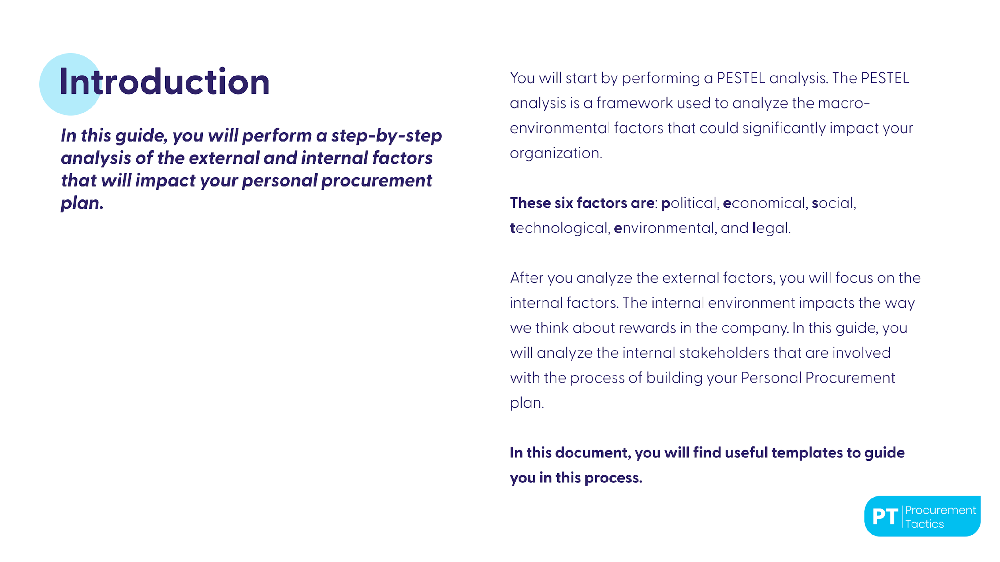 Introduction
In this guide, you will perform a step-by-step
analysis of the external and internal factors
that will impact your personal procurement
plan.
You will start by performing a PESTEL analysis. The PESTEL
analysis is a framework used to analyze the macro-
environmental factors that could significantly impact your
organization.
These six factors are: political, economical, social,
technological, environmental, and legal.
After you analyze the external factors, you will focus on the
internal factors. The internal environment impacts the way
we think about rewards in the company. In this guide, you
will analyze the internal stakeholders that are involved
with the process of building your Personal Procurement
plan.
In this document, you will find useful templates to guide
you in this process.
PT
Procurement
Tactics